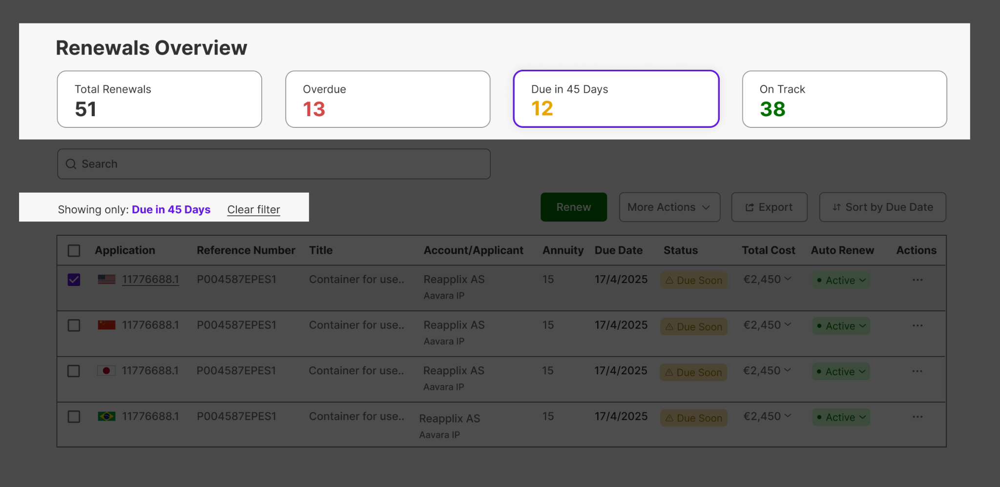 Renewals Overview
Total Renewals Overdue Due in 45 Days On Track
51 13 12 38
Search
Showing only: Due in 45 Days Clear filter Renew More Actions Export Sort by Due Date
Application Reference Number Title Account/Applicant Annuity Due Date Status Total Cost Auto Renew Actions
11776688.1 P004587EPES1 Container for use.. Reapplix AS 15 17/4/2025 Due Soon €2,450 Active ...
Aavara IP
11776688.1 P004587EPES1 Container for use.. Reapplix AS 15 17/4/2025 Due Soon €2,450 Active ...
Aavara IP
11776688.1 P004587EPES1 Container for use.. Reapplix AS 15 17/4/2025 Due Soon €2,450 Active ...
Aavara IP
11776688.1 P004587EPES1 Container for use.. Reapplix AS 15 17/4/2025 Due Soon €2,450 Active ...
Aavara IP